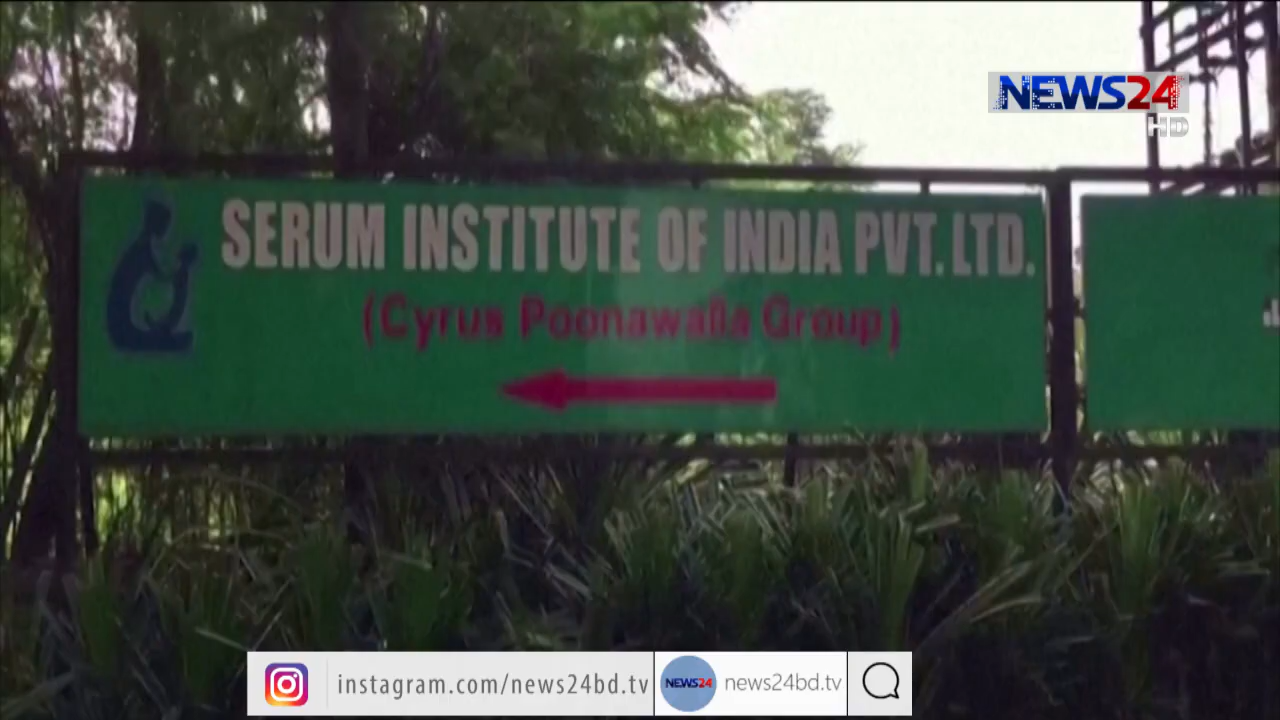 NEWS24
HD
SERUM INSTITUTE OF INDIA PVT. LTD.
(Cyrus Poonawalla Group)
instagram.com/news24bd.tv
NEWS24
news24bd.tv